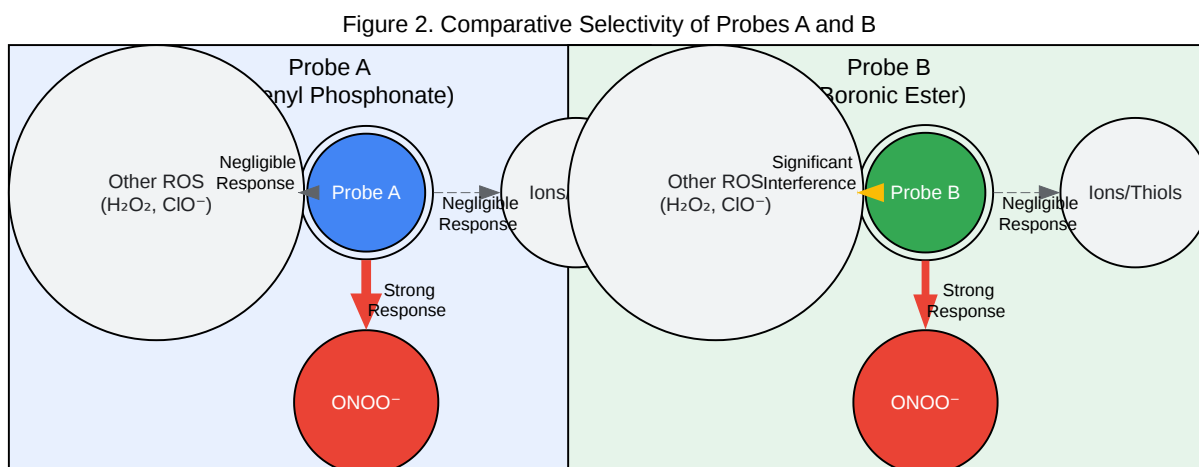 Figure 2. Comparative Selectivity of Probes A and B
Probe A
enyl Phosphonate)
Negligible
Response
Other ROS
(H₂O₂, ClO⁻)
Probe A
Negligible
Response
Ions/
Strong
Response
ONOO⁻
Probe B
Boronic Ester)
Significant
Interference
Other ROS
(H₂O₂, ClO⁻)
Probe B
Negligible
Response
Ions/Thiols
Strong
Response
ONOO⁻